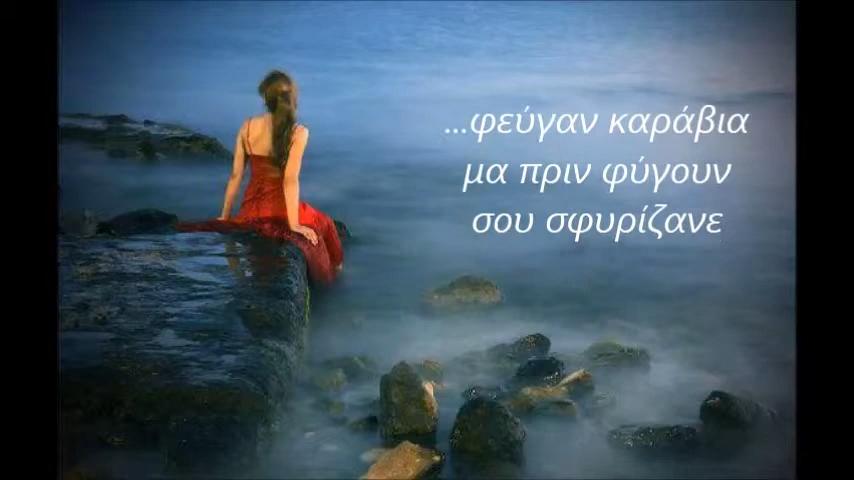 ...φεύγαν καράβια
μα πριν φύγουν
σου σφυρίζανε